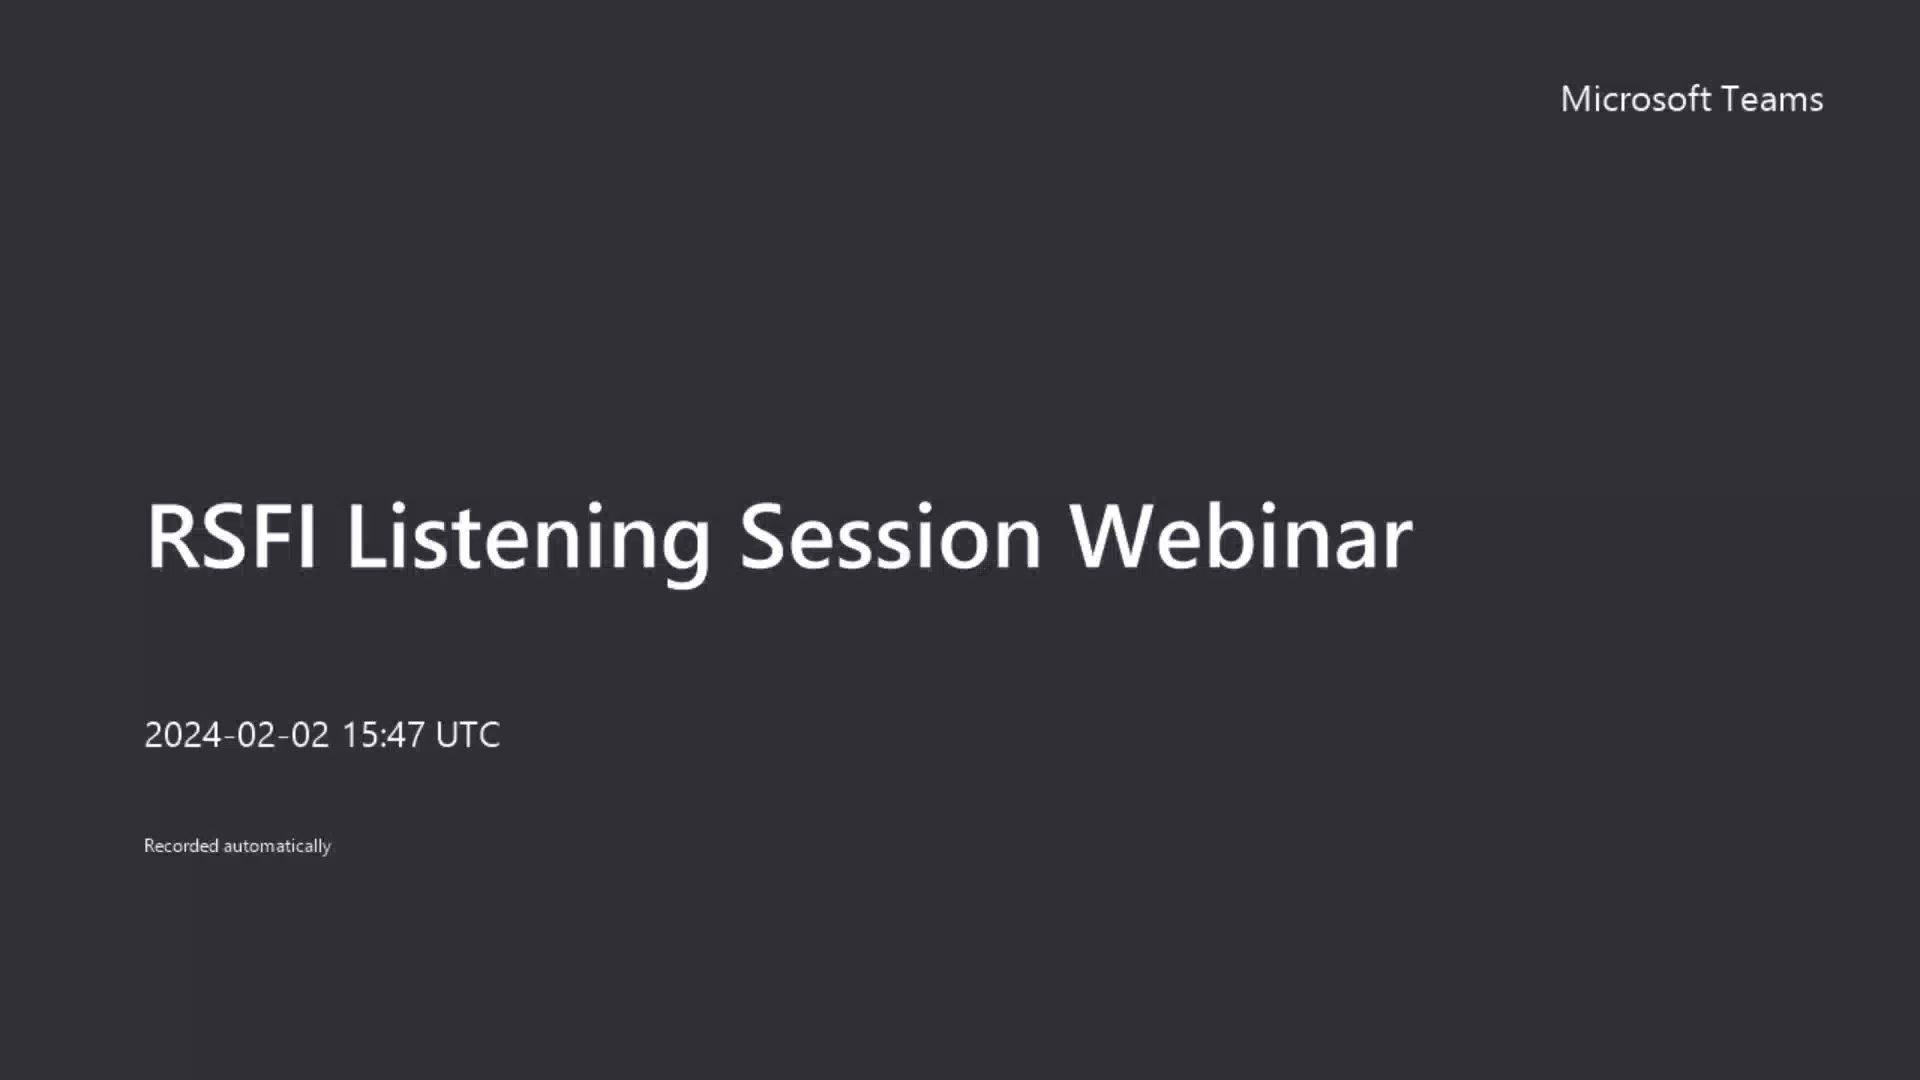 Microsoft Teams
RSFI Listening Session Webinar
2024-02-02 15:47 UTC
Recorded automatically